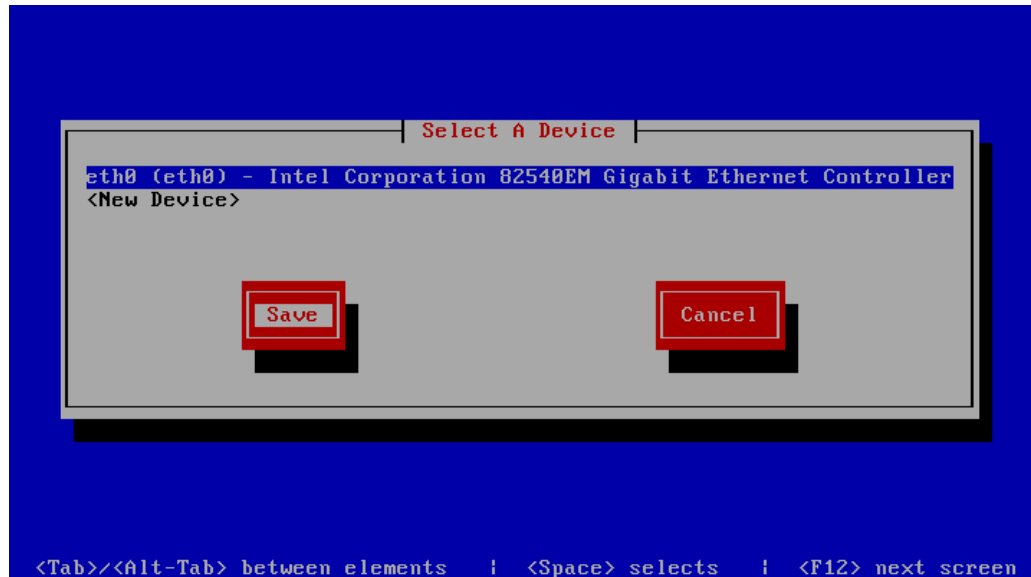 Select A Device
eth0 (eth0) - Intel Corporation 82540EM Gigabit Ethernet Controller
<New Device>
Save
Cancel
<Tab>/<Alt-Tab> between elements | <Space> selects | <F12> next screen